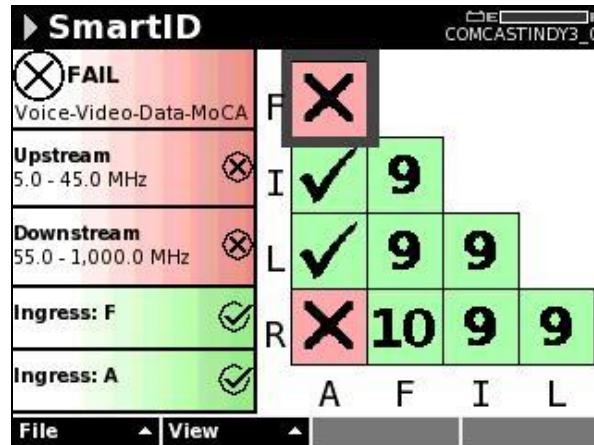 SmartID
COMCASTINDY3_
FAIL
Voice-Video-Data-MoCA
Upstream
5.0 - 45.0 MHz
Downstream
55.0 - 1,000.0 MHz
Ingress: F
Ingress: A
F
I 9
L 9 9
R 10 9 9
A F I L
File View